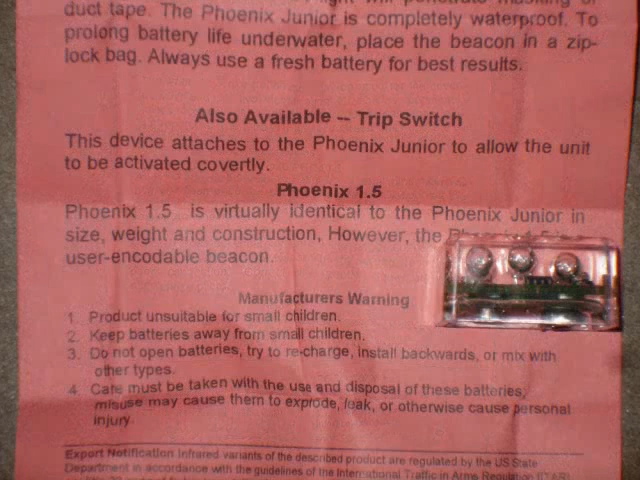 light will penetrate masking or
duct tape. The Phoenix Junior is completely waterproof. To
prolong battery life underwater, place the beacon in a zip-
lock bag. Always use a fresh battery for best results.
Also Available -- Trip Switch
This device attaches to the Phoenix Junior to allow the unit
to be activated covertly.
Phoenix 1.5
Phoenix 1.5 is virtually identical to the Phoenix Junior in
size, weight and construction, However, the
user-encodable beacon.
Manufacturers Warning
1. Product unsuitable for small children.
2. Keep batteries away from small children.
3. Do not open batteries, try to re-charge, install backwards, or mix with
other types.
4. Care must be taken with the use and disposal of these batteries;
misuse may cause them to explode, leak, or otherwise cause personal
injury.
Export Notification Infrared variants of the described product are regulated by the US State
Department in accordance with the guidelines of the International Traffic in Arms Regulation (ITAR)